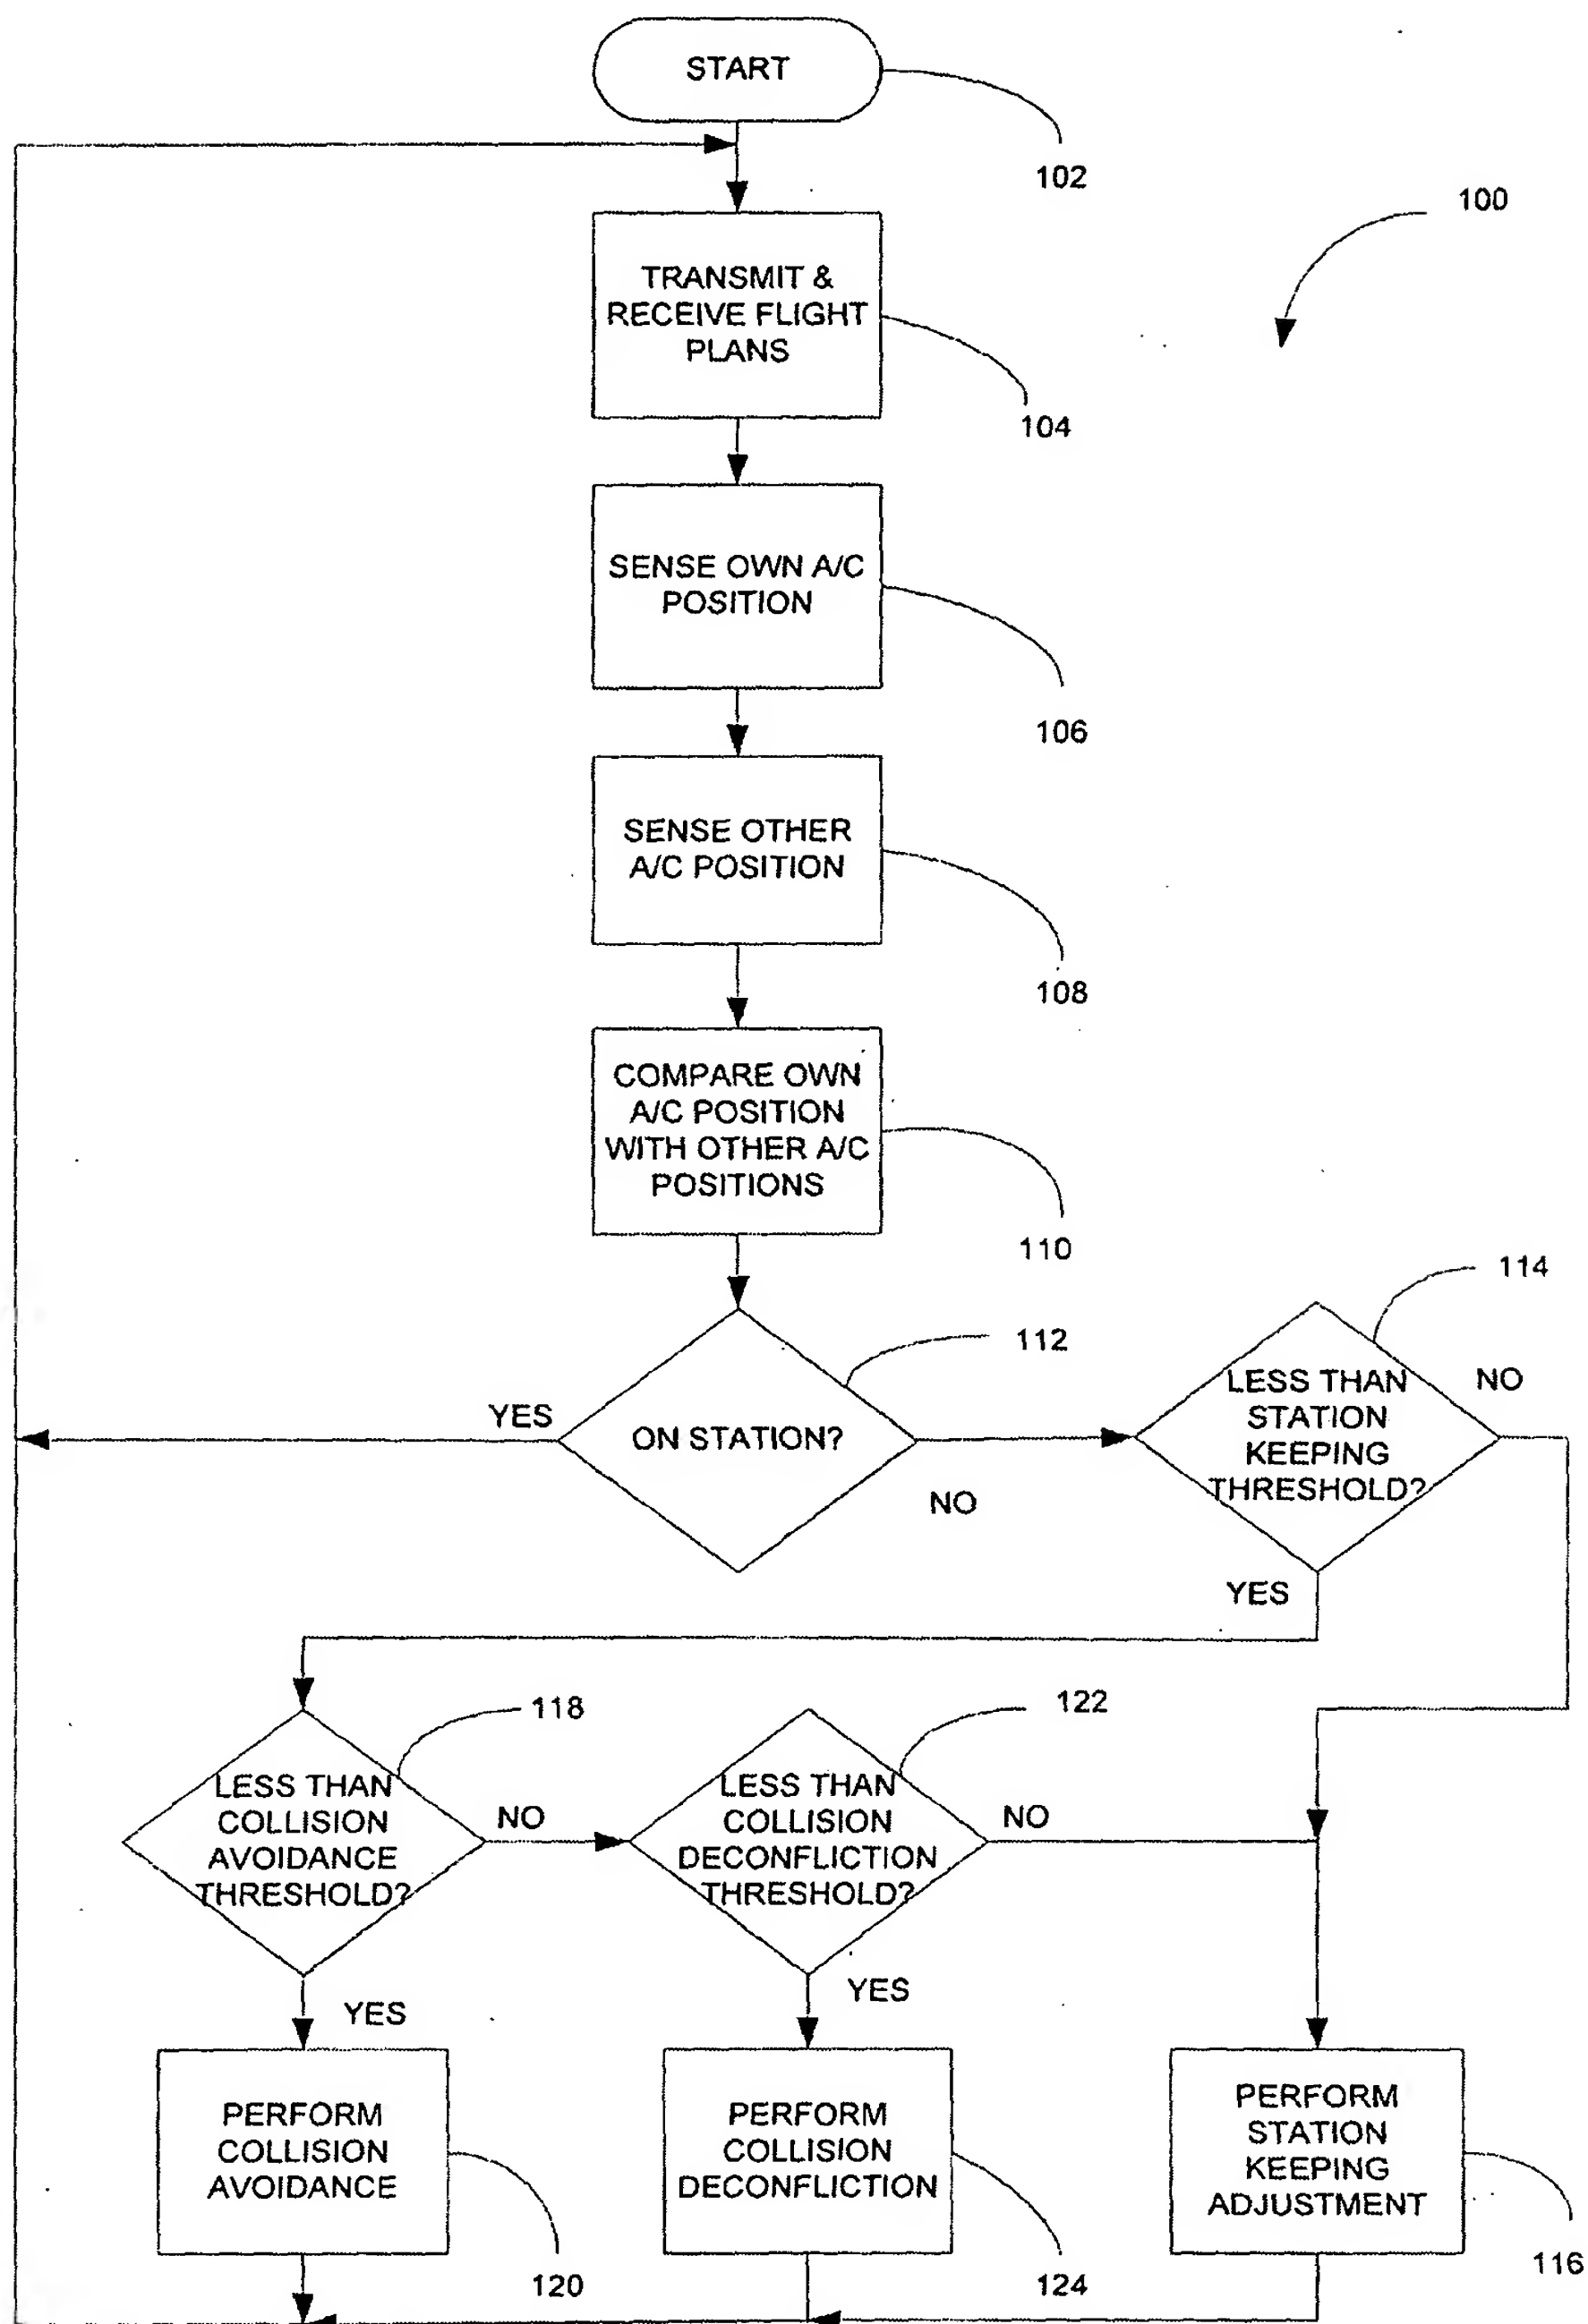 START
102
100
TRANSMIT &
RECEIVE FLIGHT
PLANS
104
SENSE OWN A/C
POSITION
106
SENSE OTHER
A/C POSITION
108
COMPARE OWN
A/C POSITION
WITH OTHER A/C
POSITIONS
110
114
112
YES
ON STATION?
NO
LESS THAN
STATION
KEEPING
THRESHOLD?
NO
YES
118
122
LESS THAN
COLLISION
AVOIDANCE
THRESHOLD?
NO
LESS THAN
COLLISION
DECONFLICTION
THRESHOLD?
NO
YES
YES
PERFORM
COLLISION
AVOIDANCE
120
PERFORM
COLLISION
DECONFLICTION
124
PERFORM
STATION
KEEPING
ADJUSTMENT
116